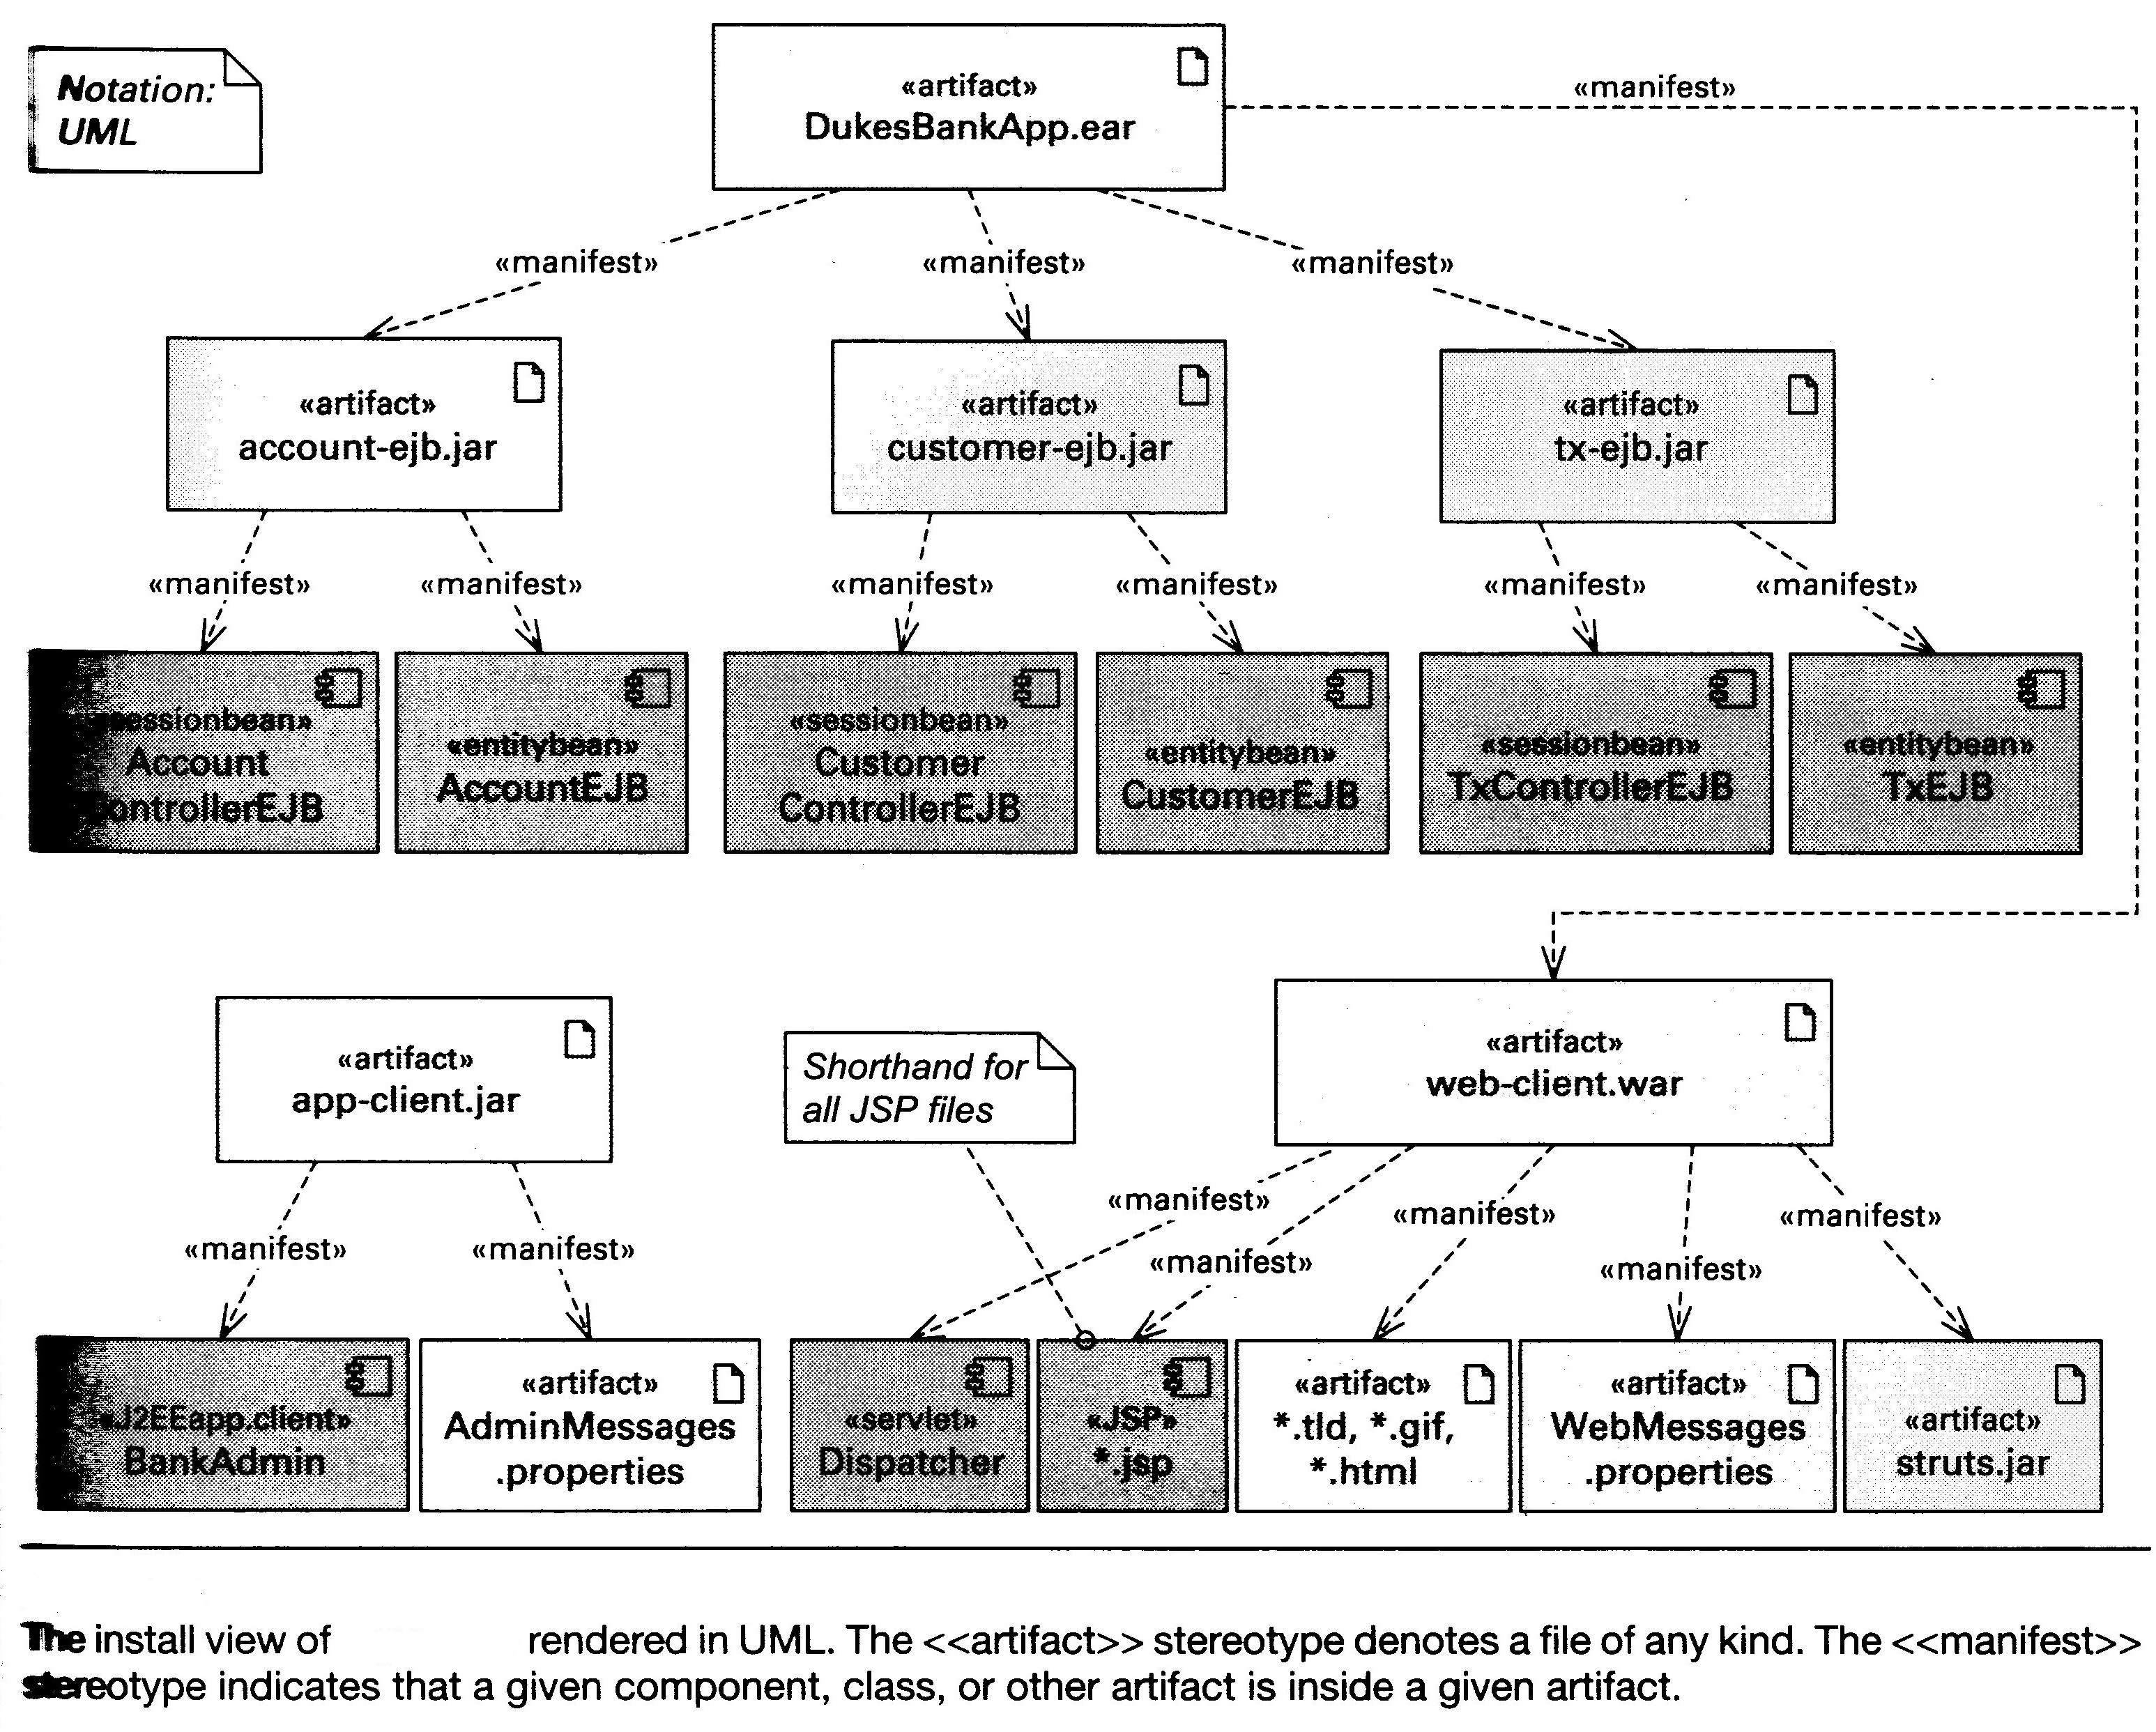 Notation:
UML
«artifact»
DukesBankApp.ear
«manifest»
«manifest»
«manifest»
«manifest»
«artifact»
account-ejb.jar
«artifact»
customer-ejb.jar
«artifact»
tx-ejb.jar
«manifest»
«manifest»
«manifest»
«manifest»
«manifest»
«manifest»
«sessionbean»
Account
ControllerEJB
«entitybean»
AccountEJB
«sessionbean»
Customer
ControllerEJB
«entitybean»
CustomerEJB
«sessionbean»
TxControllerEJB
«entitybean»
TxEJB
«artifact»
app-client.jar
Shorthand for
all JSP files
«artifact»
web-client.war
«manifest»
«manifest»
«manifest»
«manifest»
«manifest»
«manifest»
«manifest»
«J2EEapp.client»
BankAdmin
«artifact»
AdminMessages
.properties
«servlet»
Dispatcher
«JSP»
*.jsp
«artifact»
*.tld, *.gif,
*.html
«artifact»
WebMessages
.properties
«artifact»
struts.jar
The install view of rendered in UML. The <<artifact>> stereotype denotes a file of any kind. The <<manifest>>
stereotype indicates that a given component, class, or other artifact is inside a given artifact.